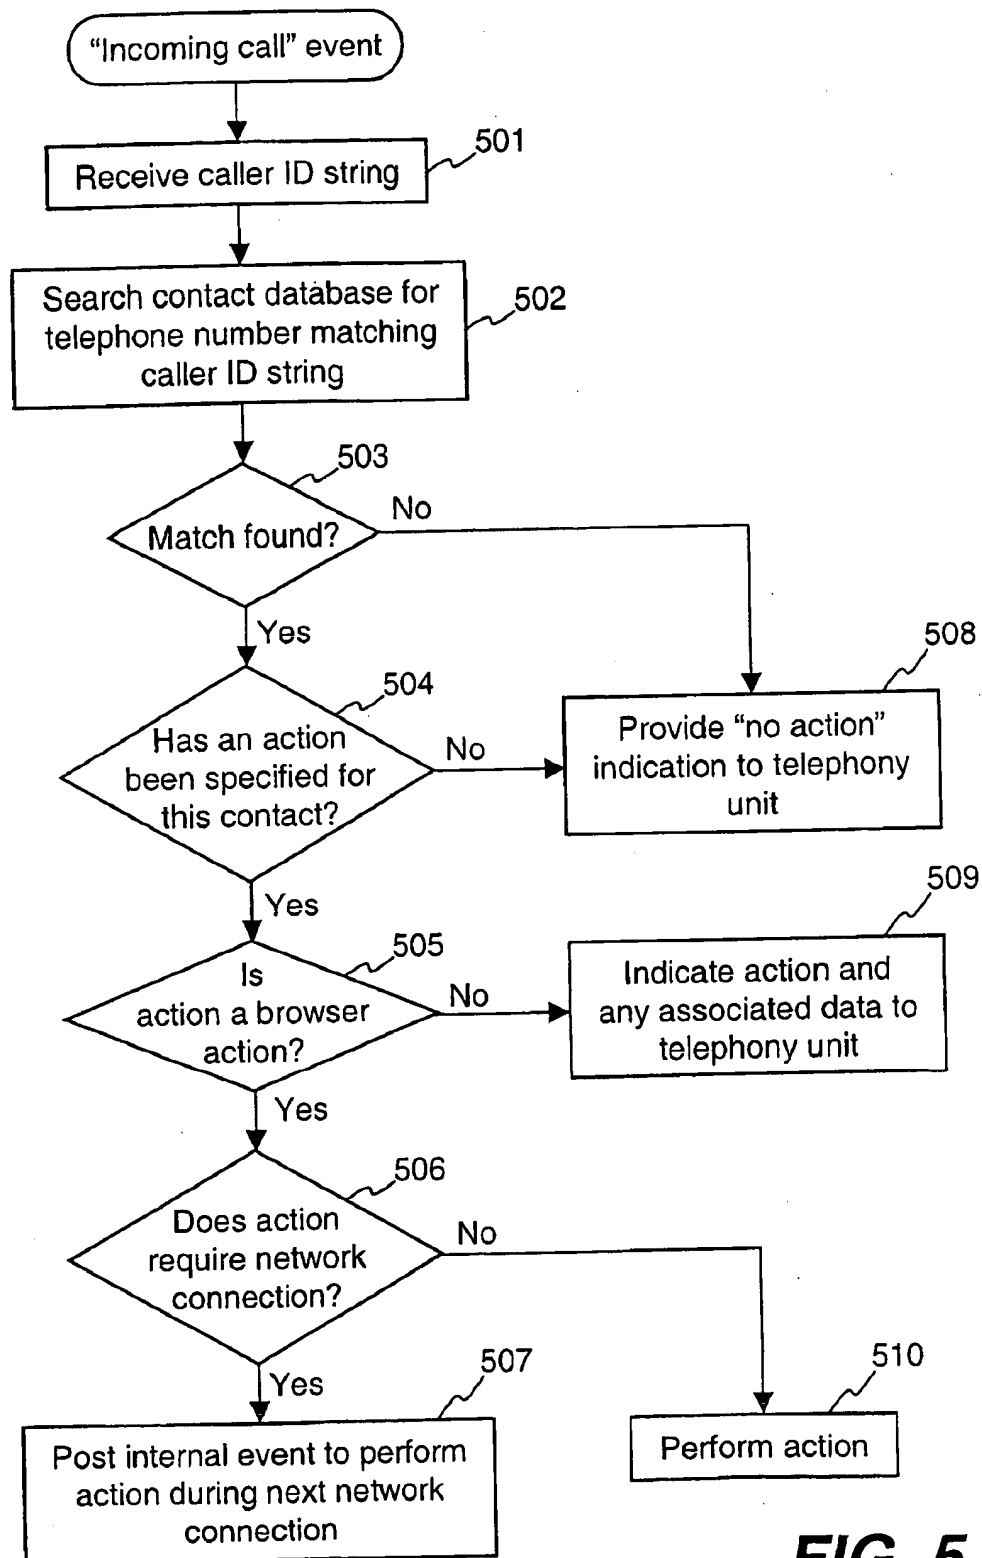 “Incoming call” event
501
Receive caller ID string
502
Search contact database for
telephone number matching
caller ID string
503
Match found?
No
Yes
504
Has an action
been specified for
this contact?
No
508
Provide “no action”
indication to telephony
unit
Yes
505
Is
action a browser
action?
No
509
Indicate action and
any associated data to
telephony unit
Yes
506
Does action
require network
connection?
No
Yes
507
Post internal event to perform
action during next network
connection
510
Perform action
FIG. 5